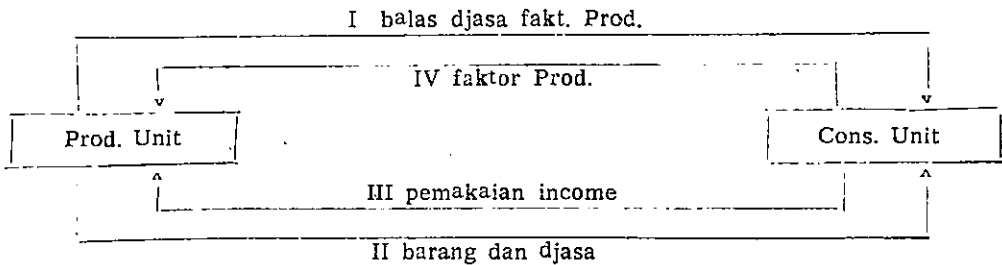 I balas djasa fakt. Prod.
IV faktor Prod.
Prod. Unit
Cons. Unit
III pemakaian income
II barang dan djasa